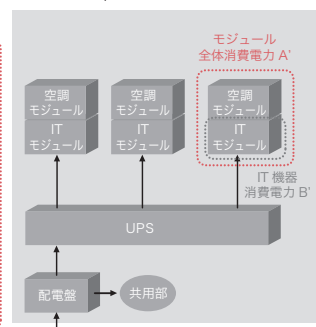 モジュール
全体消費電力 A'
空調
モジュール
IT
モジュール
空調
モジュール
IT
モジュール
空調
モジュール
IT
モジュール
IT 機器
消費電力 B'
UPS
配電盤
共用部